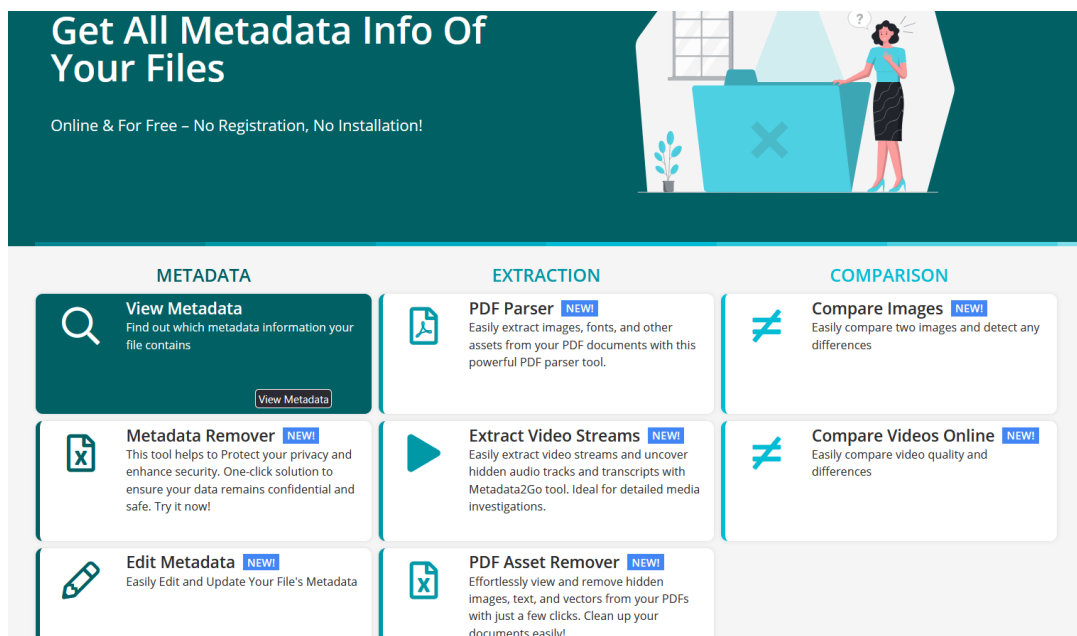 Get All Metadata Info Of
Your Files
Online & For Free – No Registration, No Installation!
?
METADATA
View Metadata
Find out which metadata information your
file contains
View Metadata
Metadata Remover NEW!
This tool helps to Protect your privacy and
enhance security. One-click solution to
ensure your data remains confidential and
safe. Try it now!
Edit Metadata NEW!
Easily Edit and Update Your File's Metadata
EXTRACTION
PDF Parser NEW!
Easily extract images, fonts, and other
assets from your PDF documents with this
powerful PDF parser tool.
Extract Video Streams NEW!
Easily extract video streams and uncover
hidden audio tracks and transcripts with
Metadata2Go tool. Ideal for detailed media
investigations.
PDF Asset Remover NEW!
Effortlessly view and remove hidden
images, text, and vectors from your PDFs
with just a few clicks. Clean up your
documents easily!
COMPARISON
Compare Images NEW!
Easily compare two images and detect any
differences
Compare Videos Online NEW!
Easily compare video quality and
differences